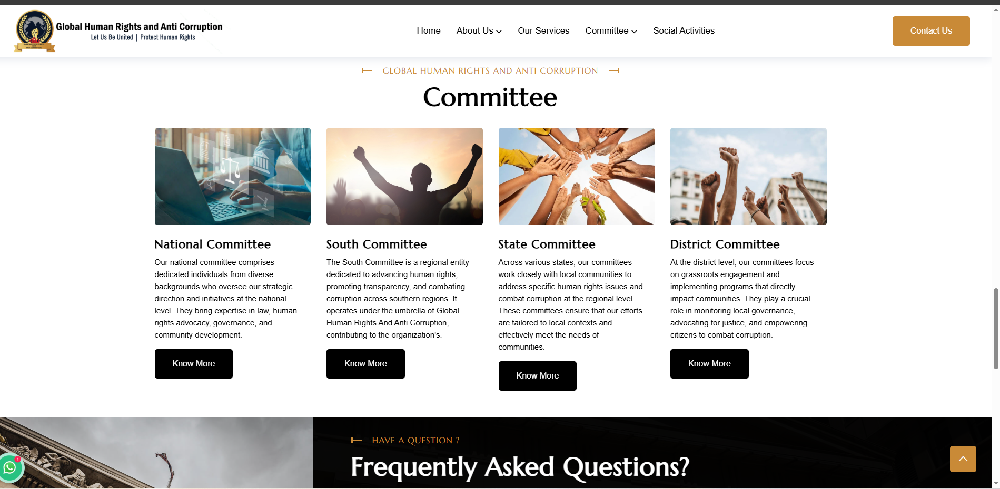 Global Human Rights and Anti Corruption
Let Us Be United | Protect Human Rights
Home
About Us
Our Services
Committee
Social Activities
Contact Us
GLOBAL HUMAN RIGHTS AND ANTI CORRUPTION
Committee
National Committee
Our national committee comprises
dedicated individuals from diverse
backgrounds who oversee our strategic
direction and initiatives at the national
level. They bring expertise in law, human
rights advocacy, governance, and
community development.
Know More
South Committee
The South Committee is a regional entity
dedicated to advancing human rights,
promoting transparency, and combating
corruption across southern regions. It
operates under the umbrella of Global
Human Rights And Anti Corruption,
contributing to the organization's.
Know More
State Committee
Across various states, our committees
work closely with local communities to
address specific human rights issues and
combat corruption at the regional level.
These committees ensure that our efforts
are tailored to local contexts and
effectively meet the needs of
communities.
Know More
District Committee
At the district level, our committees focus
on grassroots engagement and
implementing programs that directly
impact communities. They play a crucial
role in monitoring local governance,
advocating for justice, and empowering
citizens to combat corruption.
Know More
HAVE A QUESTION ?
Frequently Asked Questions?
1